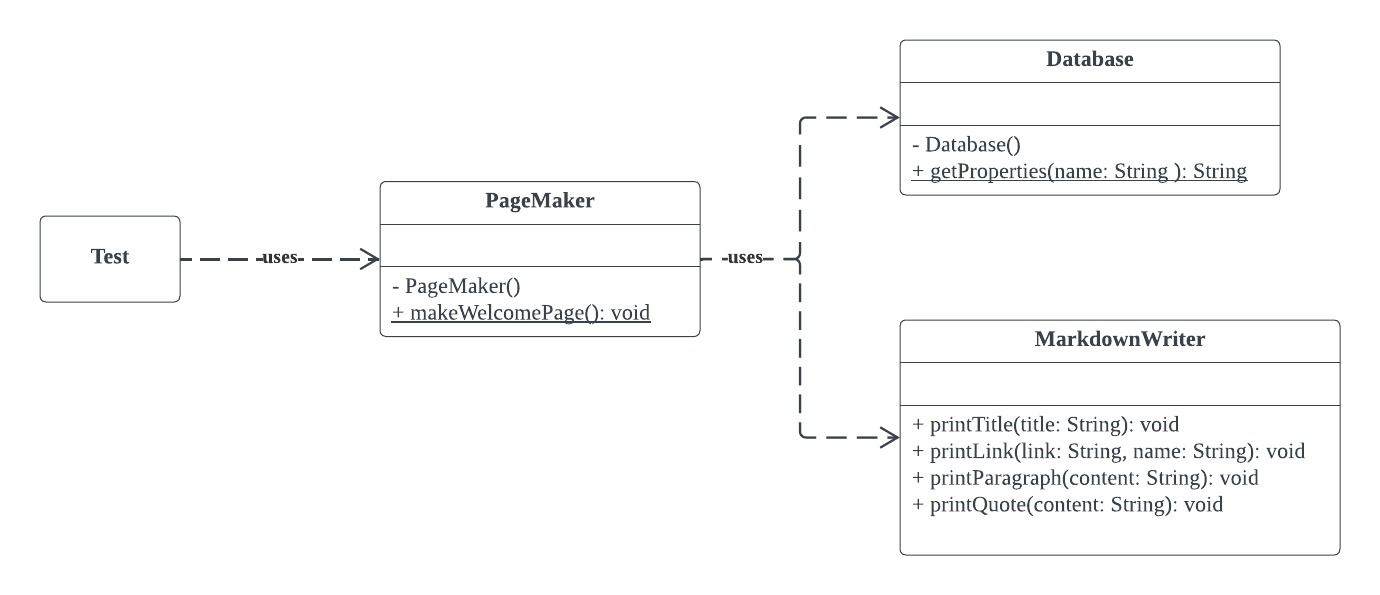 Test
uses
PageMaker
- PageMaker()
+ makeWelcomePage(): void
uses
Database
- Database()
+ getProperties(name: String ): String
MarkdownWriter
+ printTitle(title: String): void
+ printLink(link: String, name: String): void
+ printParagraph(content: String): void
+ printQuote(content: String): void